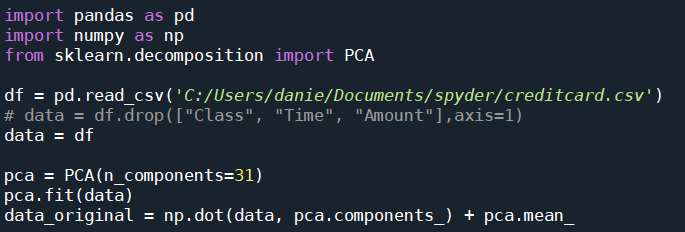 import pandas as pd
import numpy as np
from sklearn.decomposition import PCA
df = pd.read_csv('C:/Users/danie/Documents/spyder/creditcard.csv')
# data = df.drop(["Class", "Time", "Amount"],axis=1)
data = df
pca = PCA(n_components=31)
pca.fit(data)
data_original = np.dot(data, pca.components_) + pca.mean_